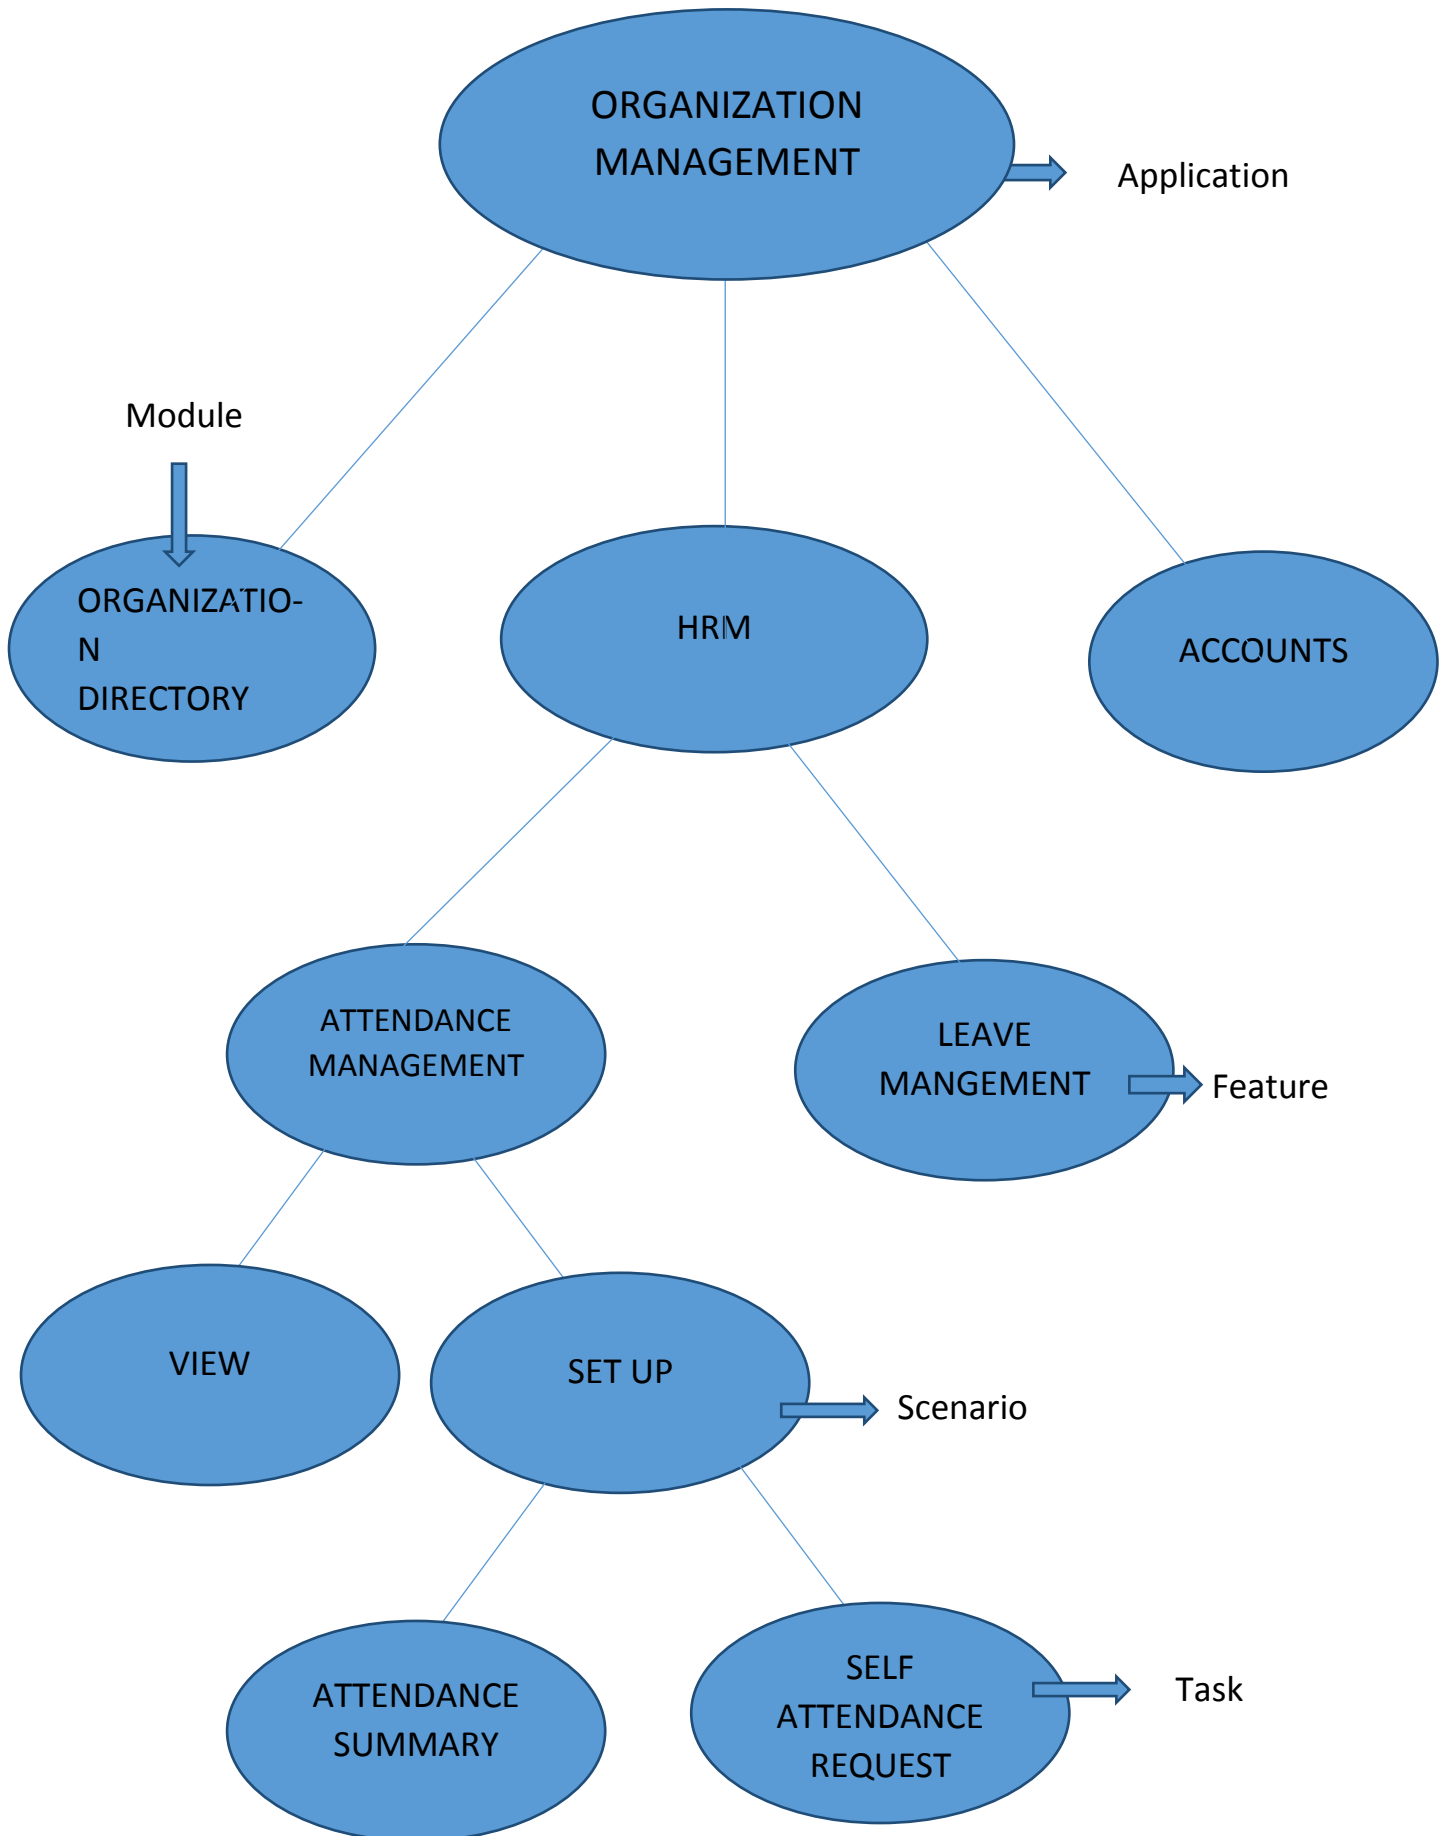 ORGANIZATION
MANAGEMENT
Application
Module
ORGANIZATIO-
N
DIRECTORY
HRM
ACCOUNTS
ATTENDANCE
MANAGEMENT
LEAVE
MANGEMENT
Feature
VIEW
SET UP
Scenario
ATTENDANCE
SUMMARY
SELF
ATTENDANCE
REQUEST
Task